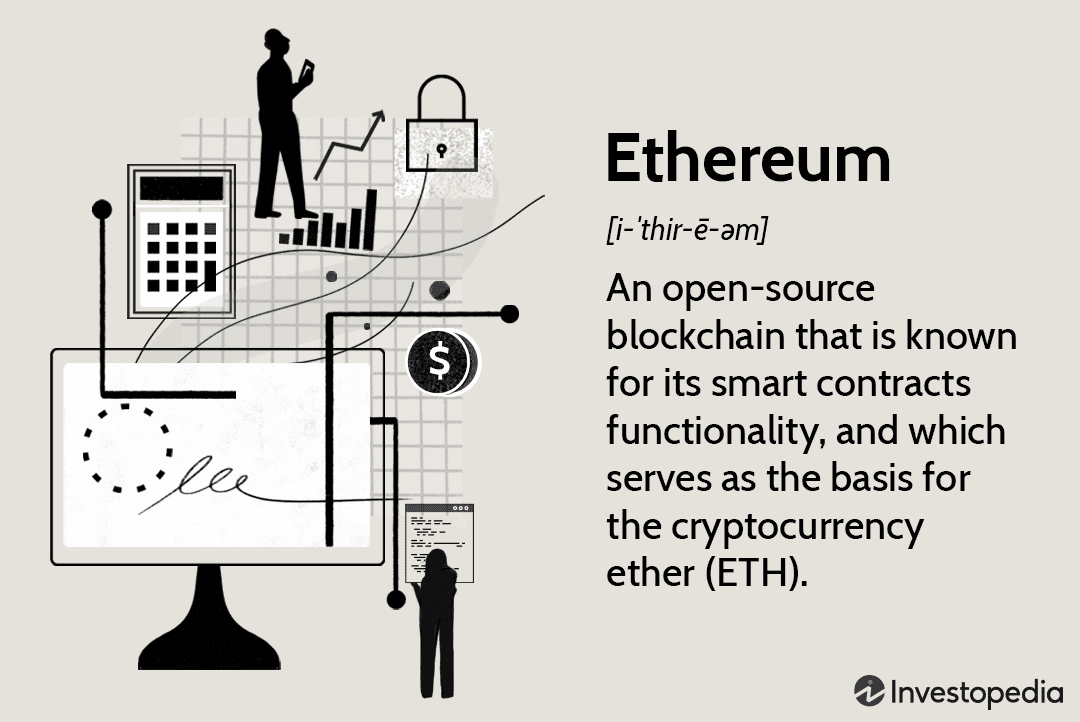 Ethereum
[i-ˈthir-ē-əm]
An open-source
blockchain that is known
for its smart contracts
functionality, and which
serves as the basis for
the cryptocurrency
ether (ETH).
$
Investopedia